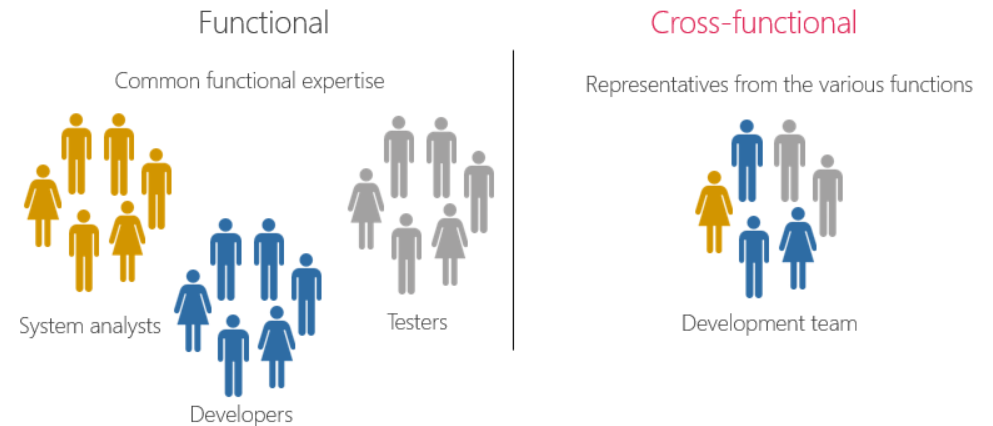 Functional
Common functional expertise
System analysts
Developers
Testers
Cross-functional
Representatives from the various functions
Development team